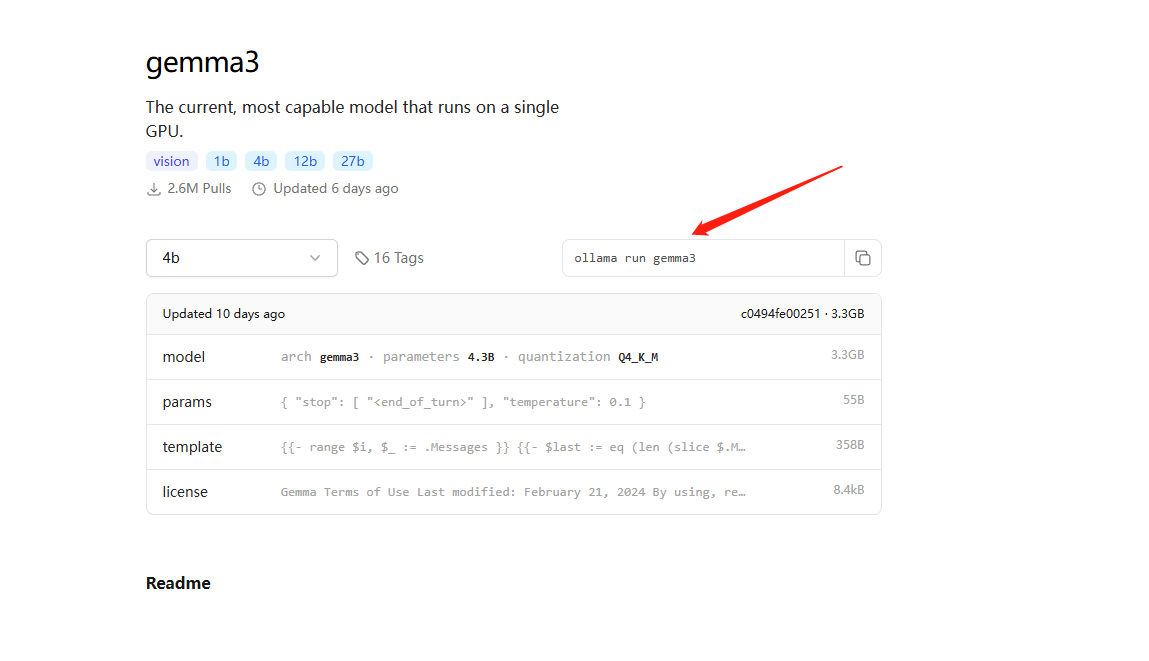 gemma3
The current, most capable model that runs on a single
GPU.
vision 1b 4b 12b 27b
2.6M Pulls Updated 6 days ago
4b 16 Tags ollama run gemma3
Updated 10 days ago c0494fe00251 · 3.3GB
model arch gemma3 · parameters 4.3B · quantization Q4_K_M 3.3GB
params { "stop": [ "<end_of_turn>" ], "temperature": 0.1 } 55B
template {{- range $i, $_ := .Messages }} {{- $last := eq (len (slice $.M… 358B
license Gemma Terms of Use Last modified: February 21, 2024 By using, re… 8.4kB
Readme